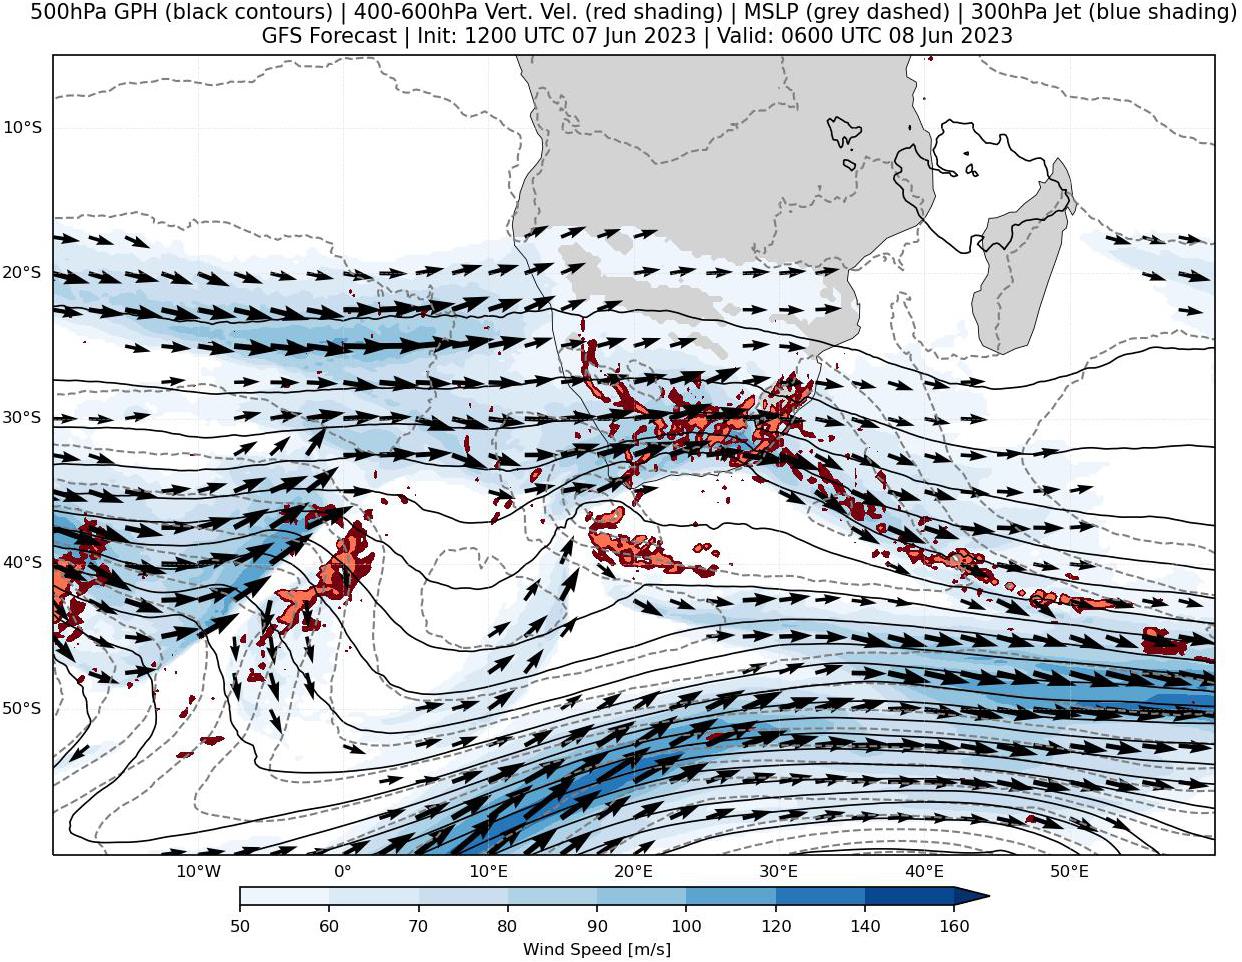 500hPa GPH (black contours) | 400-600hPa Vert. Vel. (red shading) | MSLP (grey dashed) | 300hPa Jet (blue shading)
GFS Forecast | Init: 1200 UTC 07 Jun 2023 | Valid: 0600 UTC 08 Jun 2023
10°S
20°S
30°S
40°S
50°S
10°W 0° 10°E 20°E 30°E 40°E 50°E
50 60 70 80 90 100 120 140 160
Wind Speed [m/s]